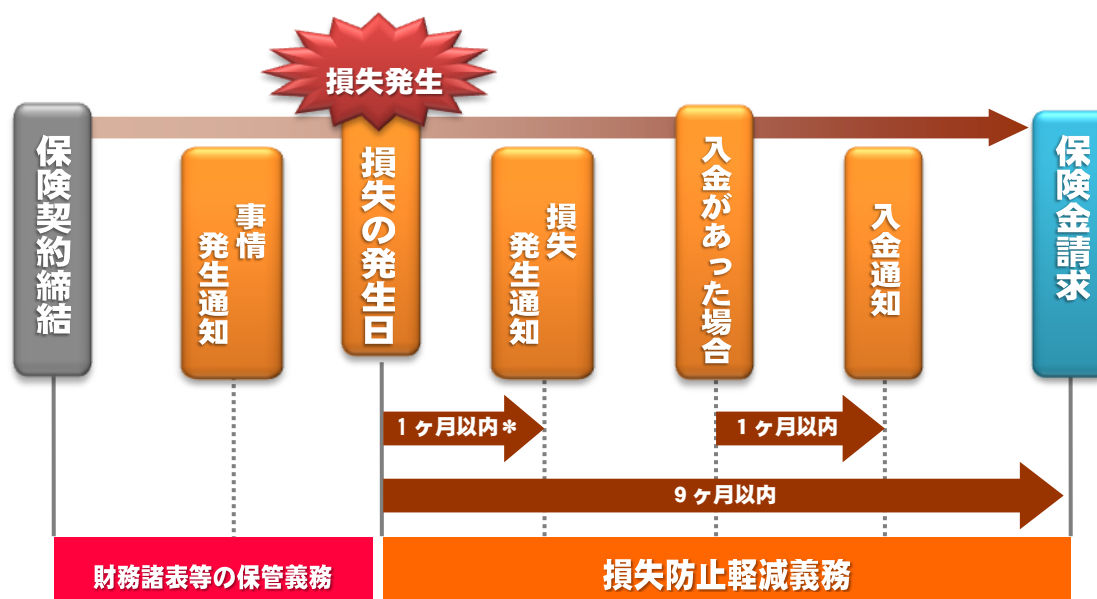 損失発生
保険契約締結
事情
発生通知
損失の発生日
損失
発生通知
入金があった場合
入金通知
保険金請求
1ヶ月以内*
1ヶ月以内
9ヶ月以内
財務諸表等の保管義務
損失防止軽減義務